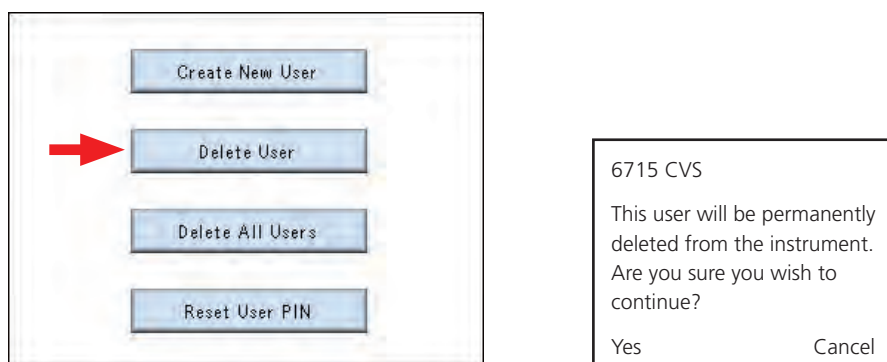 Create New User
Delete User
Delete All Users
Reset User PIN
6715 CVS
This user will be permanently
deleted from the instrument.
Are you sure you wish to
continue?
Yes Cancel